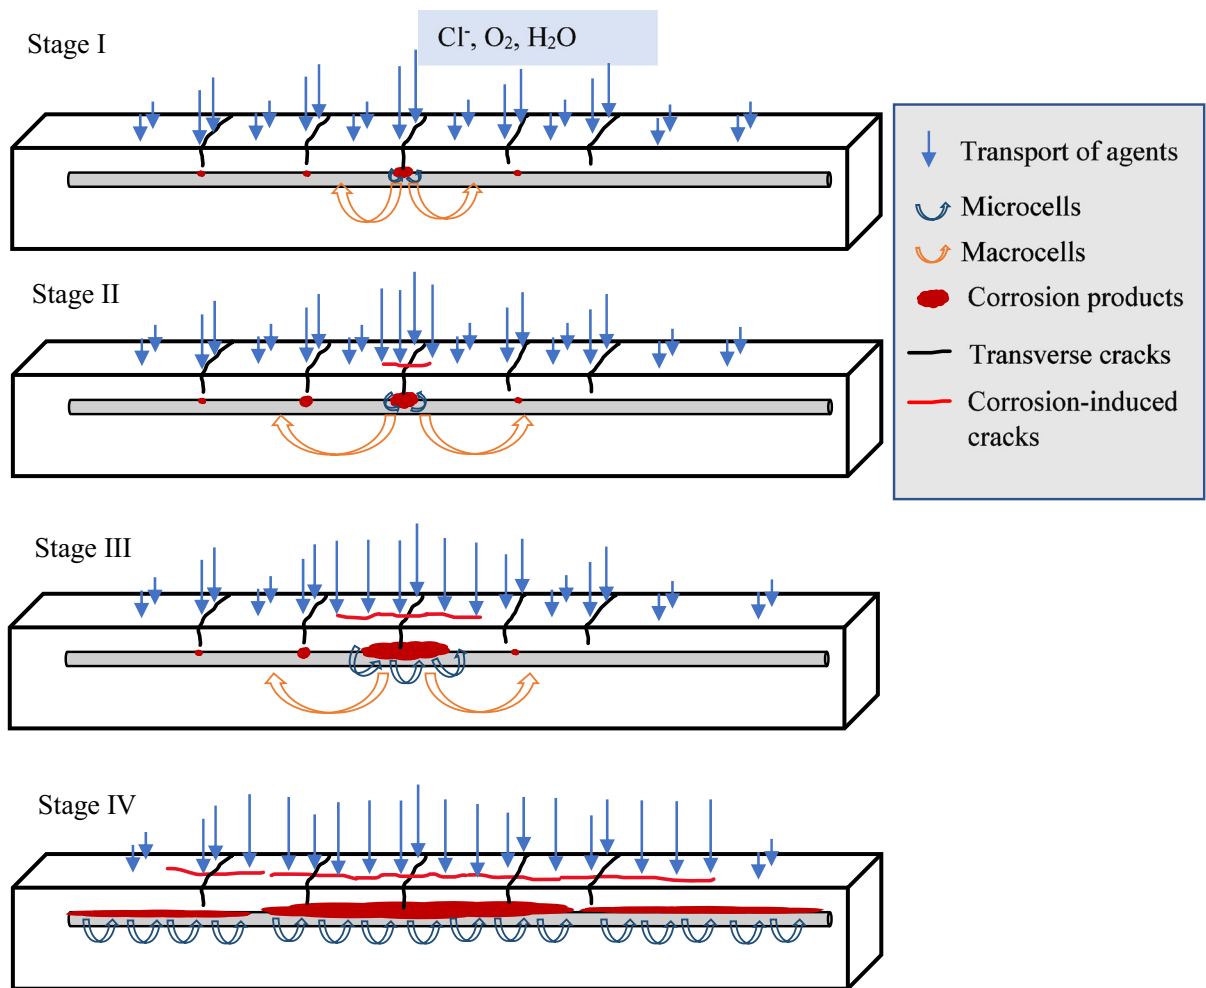 Stage I
Cl⁻, O₂, H₂O
Transport of agents
Microcells
Macrocells
Stage II
Corrosion products
Transverse cracks
Corrosion-induced
cracks
Stage III
Stage IV